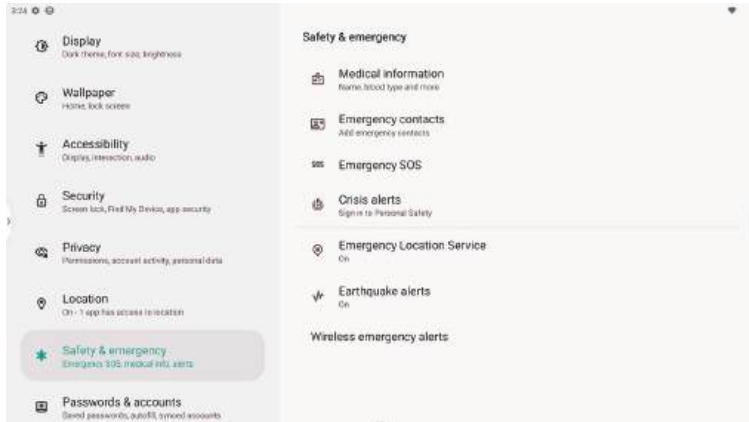 3:24
Display
Dark theme, font size, brightness
Wallpaper
Home, lock screen
Accessibility
Display, interaction, audio
Security
Screen lock, Find My Device, app security
Privacy
Permissions, account activity, personal data
Location
On - 1 app has access to location
Safety & emergency
Emergency SOS, medical info, alerts
Passwords & accounts
Saved passwords, autofill, synced accounts
Safety & emergency
Medical information
Name, blood type and more
Emergency contacts
Add emergency contacts
SOS
Emergency SOS
Crisis alerts
Sign in to Personal Safety
Emergency Location Service
On
Earthquake alerts
On
Wireless emergency alerts